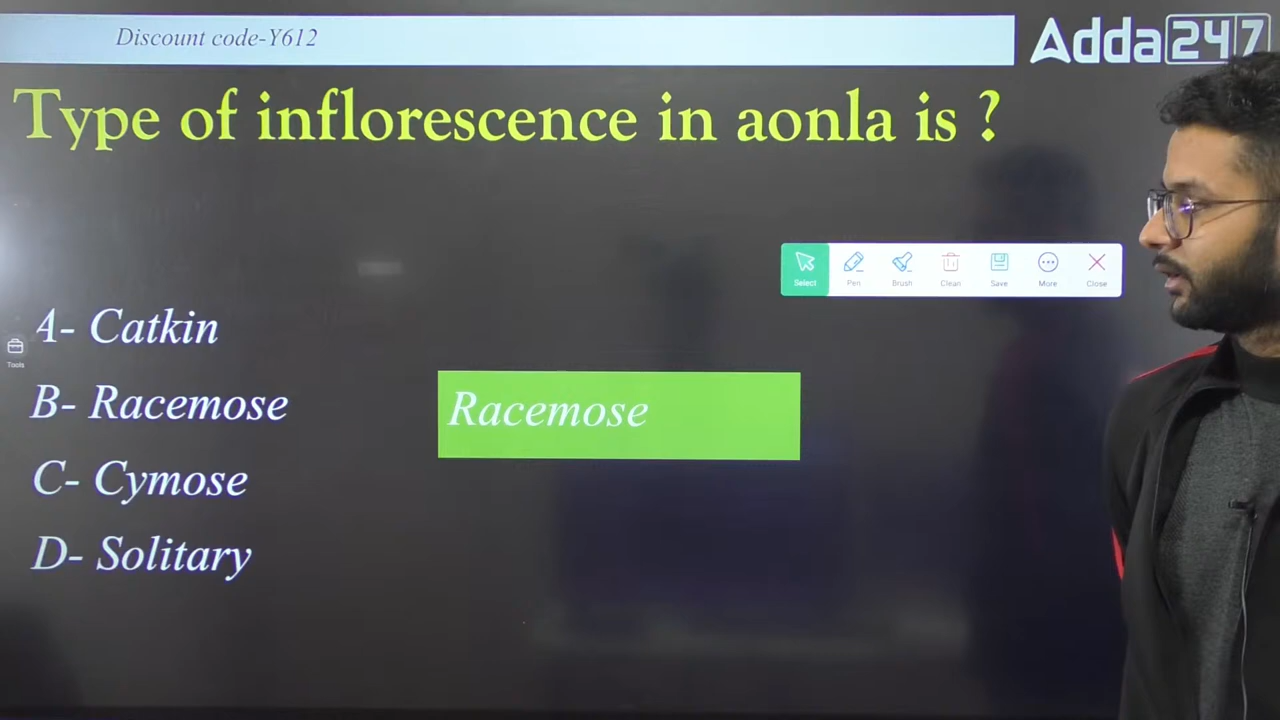 Discount code-Y612
Adda247
Type of inflorescence in aonla is ?
Select
Pen
Brush
Clean
Save
More
Close
A- Catkin
Tools
B- Racemose
Racemose
C- Cymose
D- Solitary